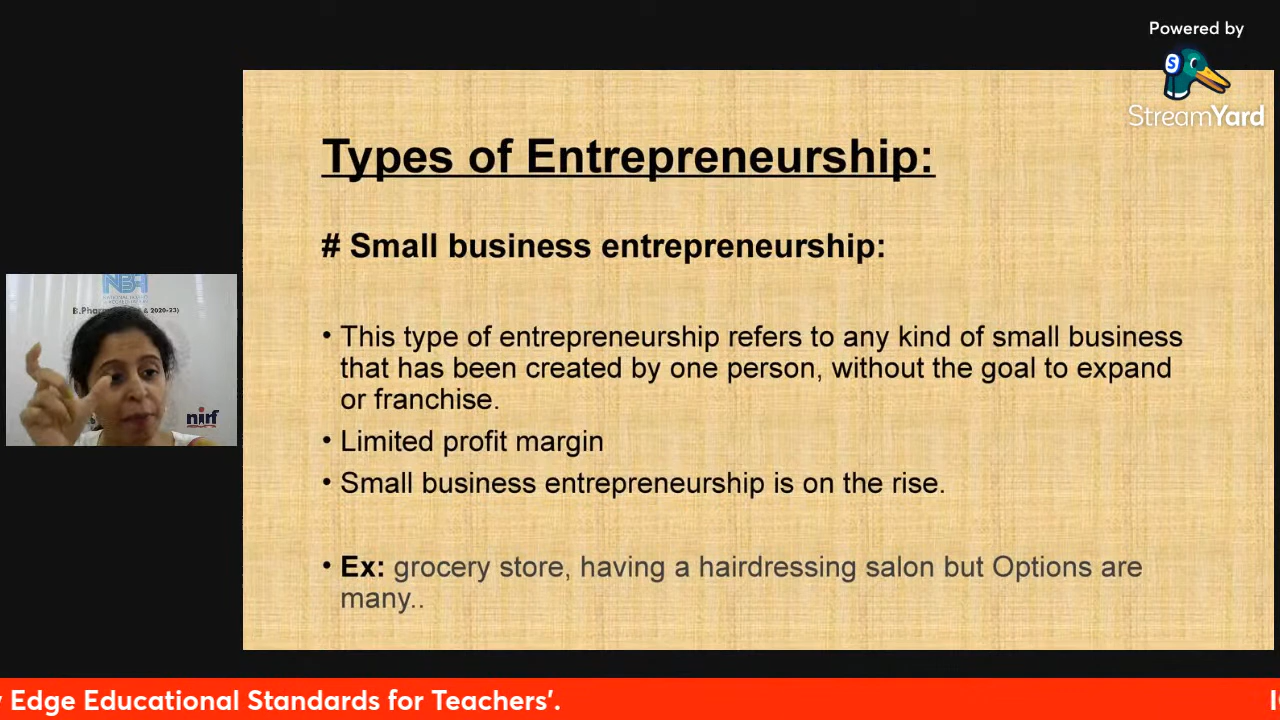 Powered by
StreamYard
Types of Entrepreneurship:
# Small business entrepreneurship:
• This type of entrepreneurship refers to any kind of small business
that has been created by one person, without the goal to expand
or franchise.
• Limited profit margin
• Small business entrepreneurship is on the rise.
• Ex: grocery store, having a hairdressing salon but Options are
many..
B.Pharm
2020-23)
nirf
Edge Educational Standards for Teachers'.